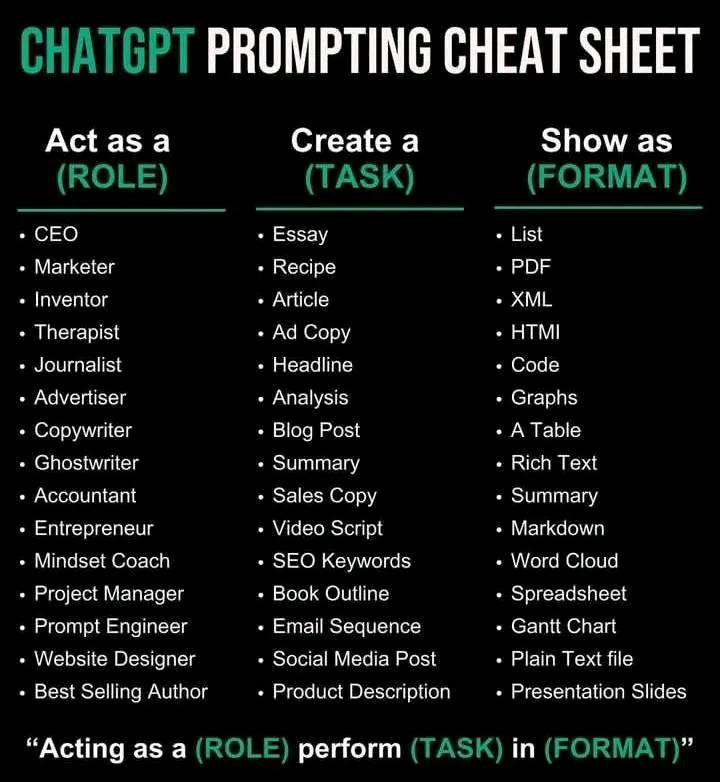 CHATGPT PROMPTING CHEAT SHEET
Act as a
(ROLE)
• CEO
• Marketer
• Inventor
• Therapist
• Journalist
• Advertiser
• Copywriter
• Ghostwriter
• Accountant
• Entrepreneur
• Mindset Coach
• Project Manager
• Prompt Engineer
• Website Designer
• Best Selling Author
Create a
(TASK)
• Essay
• Recipe
• Article
• Ad Copy
• Headline
• Analysis
• Blog Post
• Summary
• Sales Copy
• Video Script
• SEO Keywords
• Book Outline
• Email Sequence
• Social Media Post
• Product Description
Show as
(FORMAT)
• List
• PDF
• XML
• HTMl
• Code
• Graphs
• A Table
• Rich Text
• Summary
• Markdown
• Word Cloud
• Spreadsheet
• Gantt Chart
• Plain Text file
• Presentation Slides
“Acting as a (ROLE) perform (TASK) in (FORMAT)”